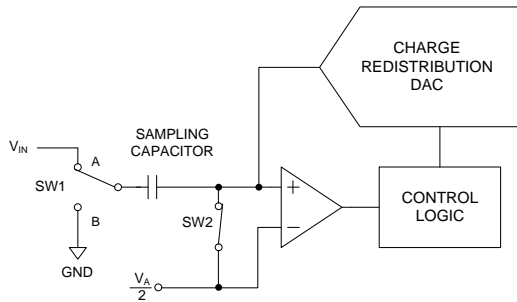 CHARGE
REDISTRIBUTION
DAC
SAMPLING
CAPACITOR
V_IN
A
SW1
B
GND
SW2
+
−
CONTROL
LOGIC
V_A
2